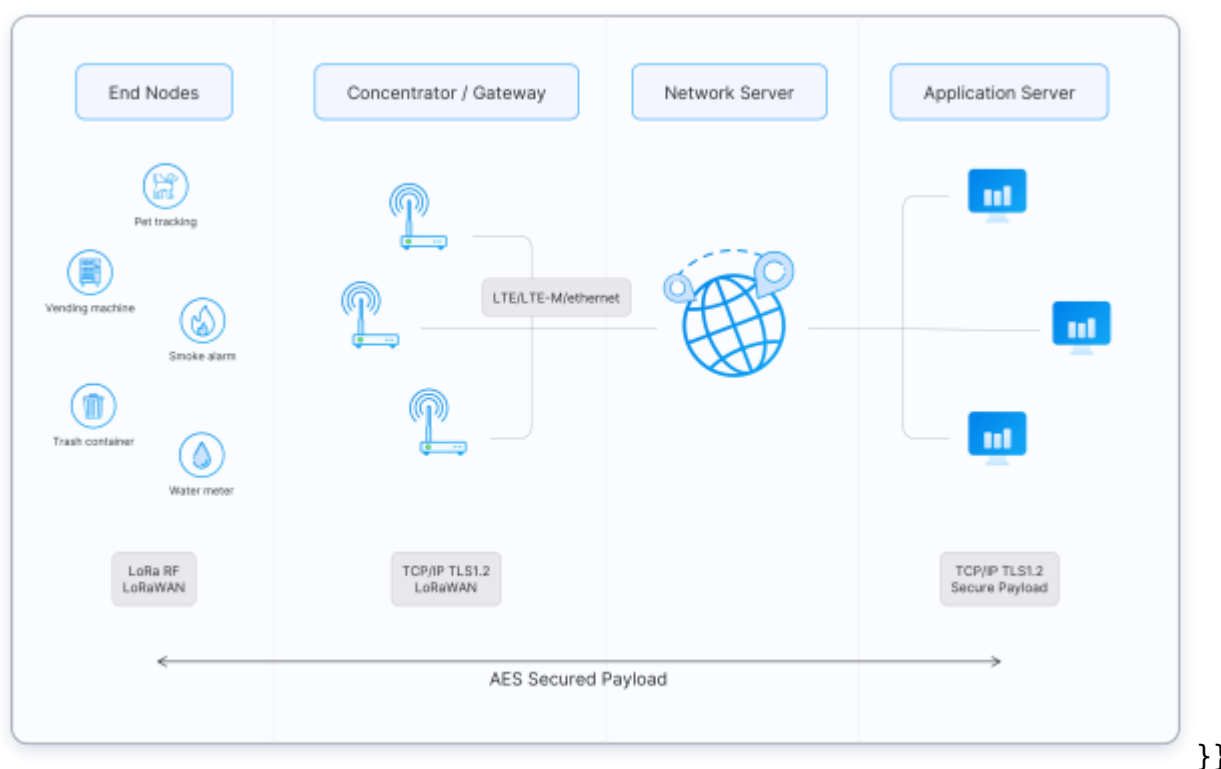 End Nodes
Concentrator / Gateway
Network Server
Application Server
Pet tracking
Vending machine
Smoke alarm
Trash container
Water meter
LTE/LTE-M/ethernet
LoRa RF
LoRaWAN
TCP/IP TLS1.2
LoRaWAN
TCP/IP TLS1.2
Secure Payload
AES Secured Payload
}}